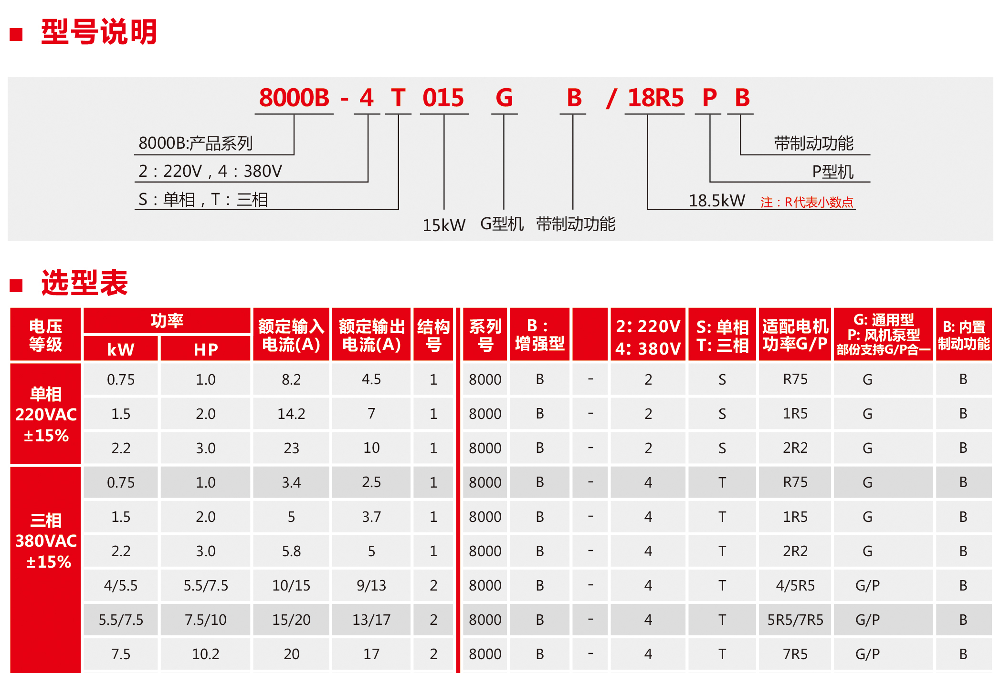 型号说明
8000B - 4 T 015 G B / 18R5 P B
8000B:产品系列
带制动功能
2：220V，4：380V
P型机
S：单相，T：三相
18.5kW 注：R代表小数点
15kW G型机 带制动功能
选型表
电压
等级
功率
kW HP
额定输入
电流(A)
额定输出
电流(A)
结构
号
系列
号
B：
增强型
2: 220V
4: 380V
S: 单相
T: 三相
适配电机
功率G/P
G: 通用型
P: 风机泵型
部份支持G/P合一
B: 内置
制动功能
单相
220VAC
±15%
0.75 1.0 8.2 4.5 1 8000 B - 2 S R75 G B
1.5 2.0 14.2 7 1 8000 B - 2 S 1R5 G B
2.2 3.0 23 10 1 8000 B - 2 S 2R2 G B
三相
380VAC
±15%
0.75 1.0 3.4 2.5 1 8000 B - 4 T R75 G B
1.5 2.0 5 3.7 1 8000 B - 4 T 1R5 G B
2.2 3.0 5.8 5 1 8000 B - 4 T 2R2 G B
4/5.5 5.5/7.5 10/15 9/13 2 8000 B - 4 T 4/5R5 G/P B
5.5/7.5 7.5/10 15/20 13/17 2 8000 B - 4 T 5R5/7R5 G/P B
7.5 10.2 20 17 2 8000 B - 4 T 7R5 G/P B